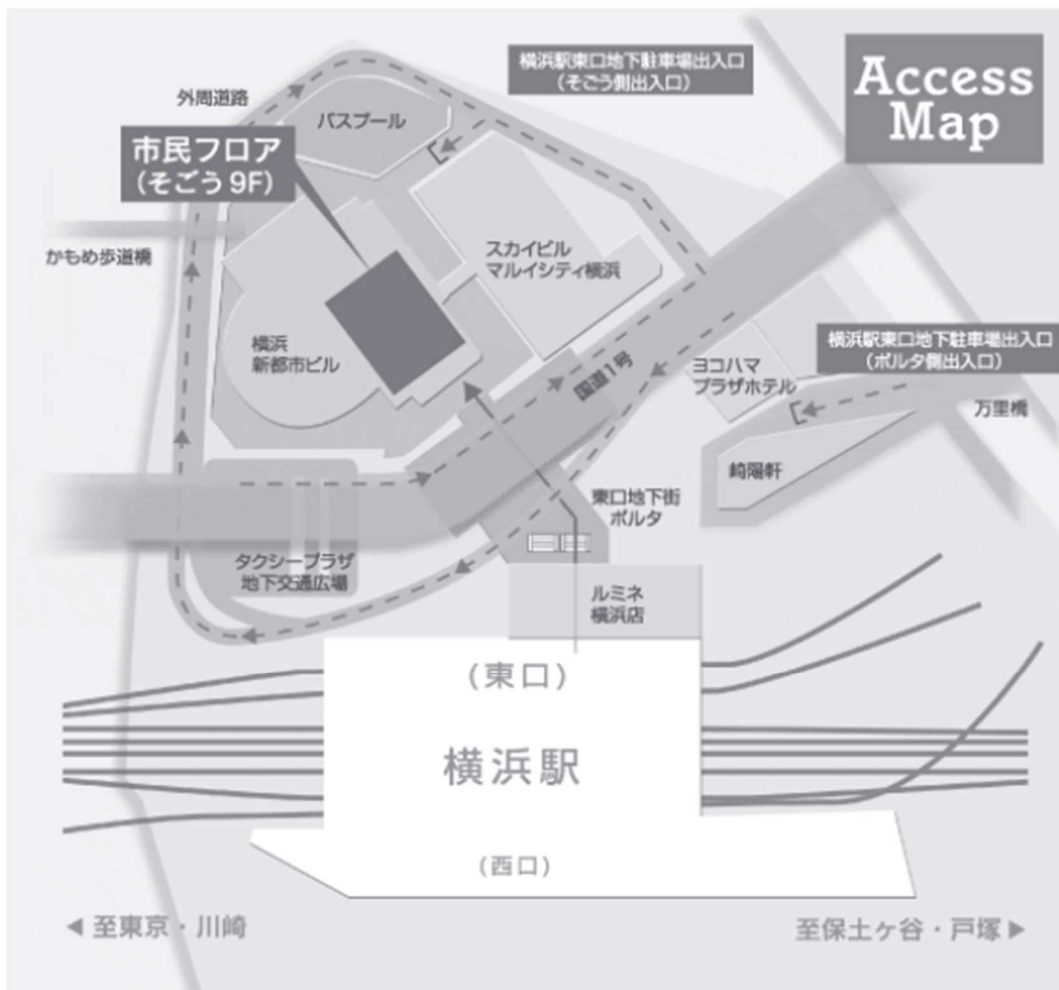 Access
Map
横浜駅東口地下駐車場出入口
(そごう側出入口)
外周道路
バスプール
市民フロア
(そごう9F)
かもめ歩道橋
スカイビル
マルイシティ横浜
横浜
新都市ビル
国道1号
横浜駅東口地下駐車場出入口
(ポルタ側出入口)
ヨコハマ
プラザホテル
万里橋
崎陽軒
東口地下街
ポルタ
タクシープラザ
地下交通広場
ルミネ
横浜店
(東口)
横浜駅
(西口)
◀至東京・川崎
至保土ヶ谷・戸塚▶